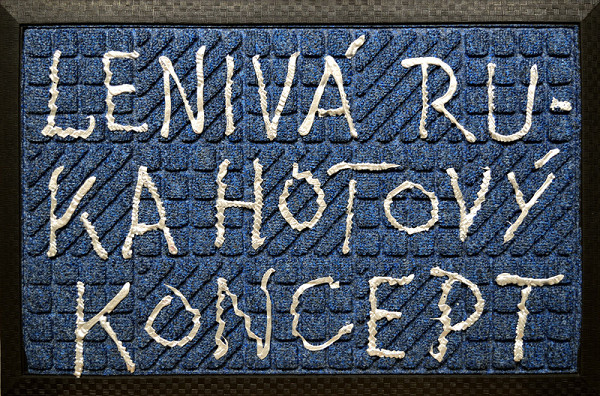 LENIVÁ RU-
KA HOTOVÝ
KONCEPT